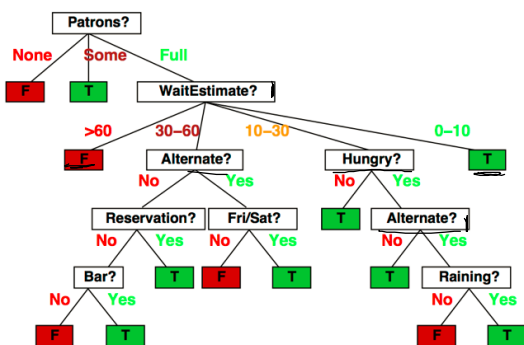 Patrons?
None Some Full
F T WaitEstimate?
>60 30–60 10–30 0–10
F Alternate? Hungry? T
No Yes No Yes
Reservation? Fri/Sat? T Alternate?
No Yes No Yes No Yes
Bar? T F T T Raining?
No Yes No Yes
F T F T